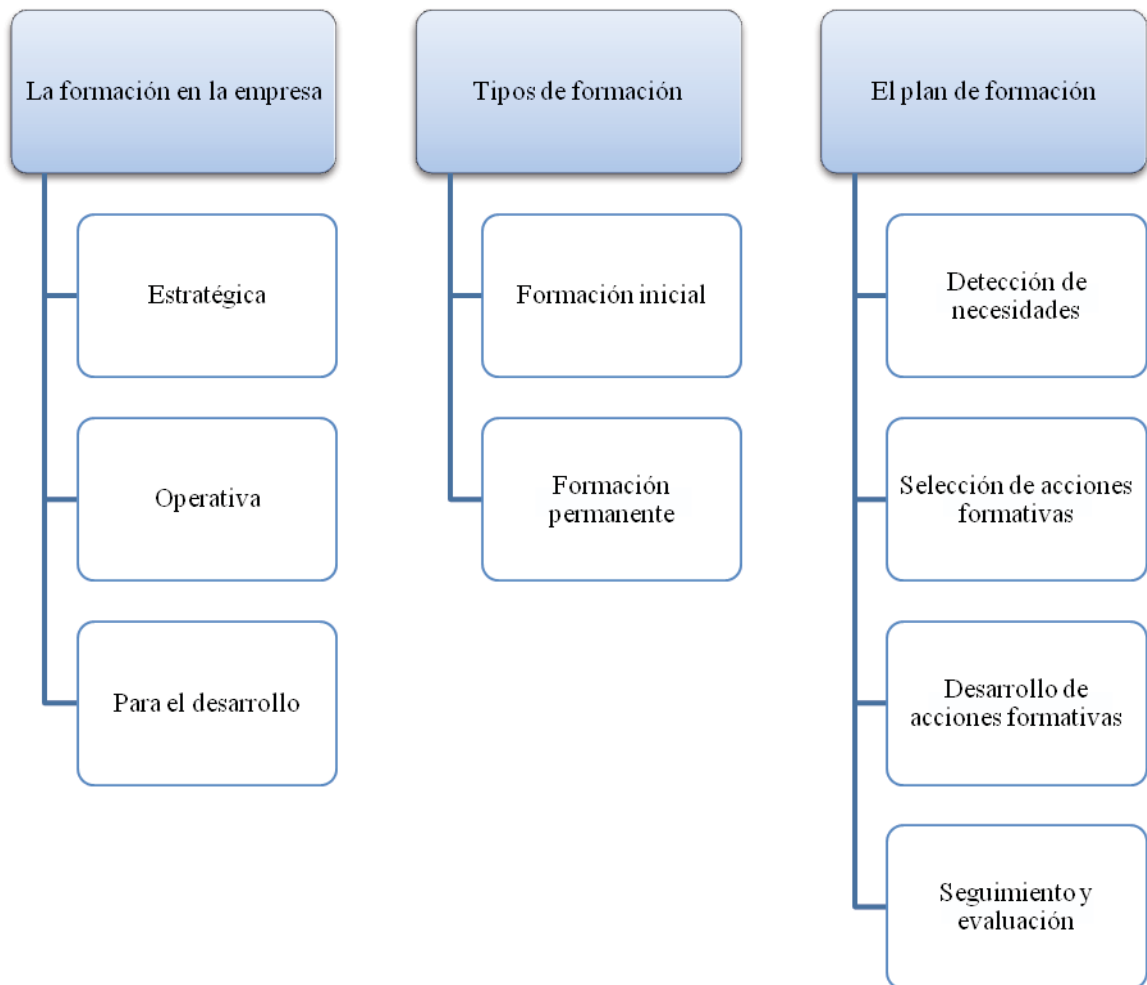 La formación en la empresa
Estratégica
Operativa
Para el desarrollo
Tipos de formación
Formación inicial
Formación
permanente
El plan de formación
Detección de
necesidades
Selección de acciones
formativas
Desarrollo de
acciones formativas
Seguimiento y
evaluación